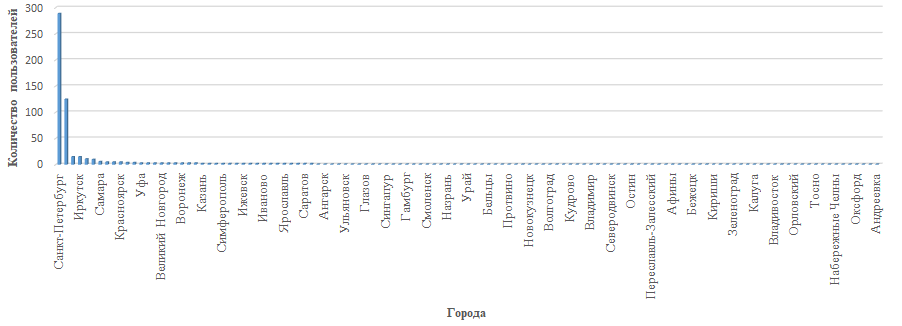 Количество пользователей
300
250
200
150
100
50
0
Санкт-Петербург
Иркутск
Самара
Красноярск
Уфа
Великий Новгород
Воронеж
Казань
Симферополь
Ижевск
Иваново
Ярославль
Саратов
Ангарск
Ульяновск
Глазов
Сингапур
Гамбург
Смоленск
Назрань
Урай
Бельцы
Протвино
Новокузнецк
Волгоград
Кудрово
Владимир
Северодвинск
Остин
Переславль-Залесский
Афины
Бежецк
Кириши
Зеленоград
Калуга
Владивосток
Орловский
Тосно
Набережные Челны
Оксфорд
Андреевка
Города